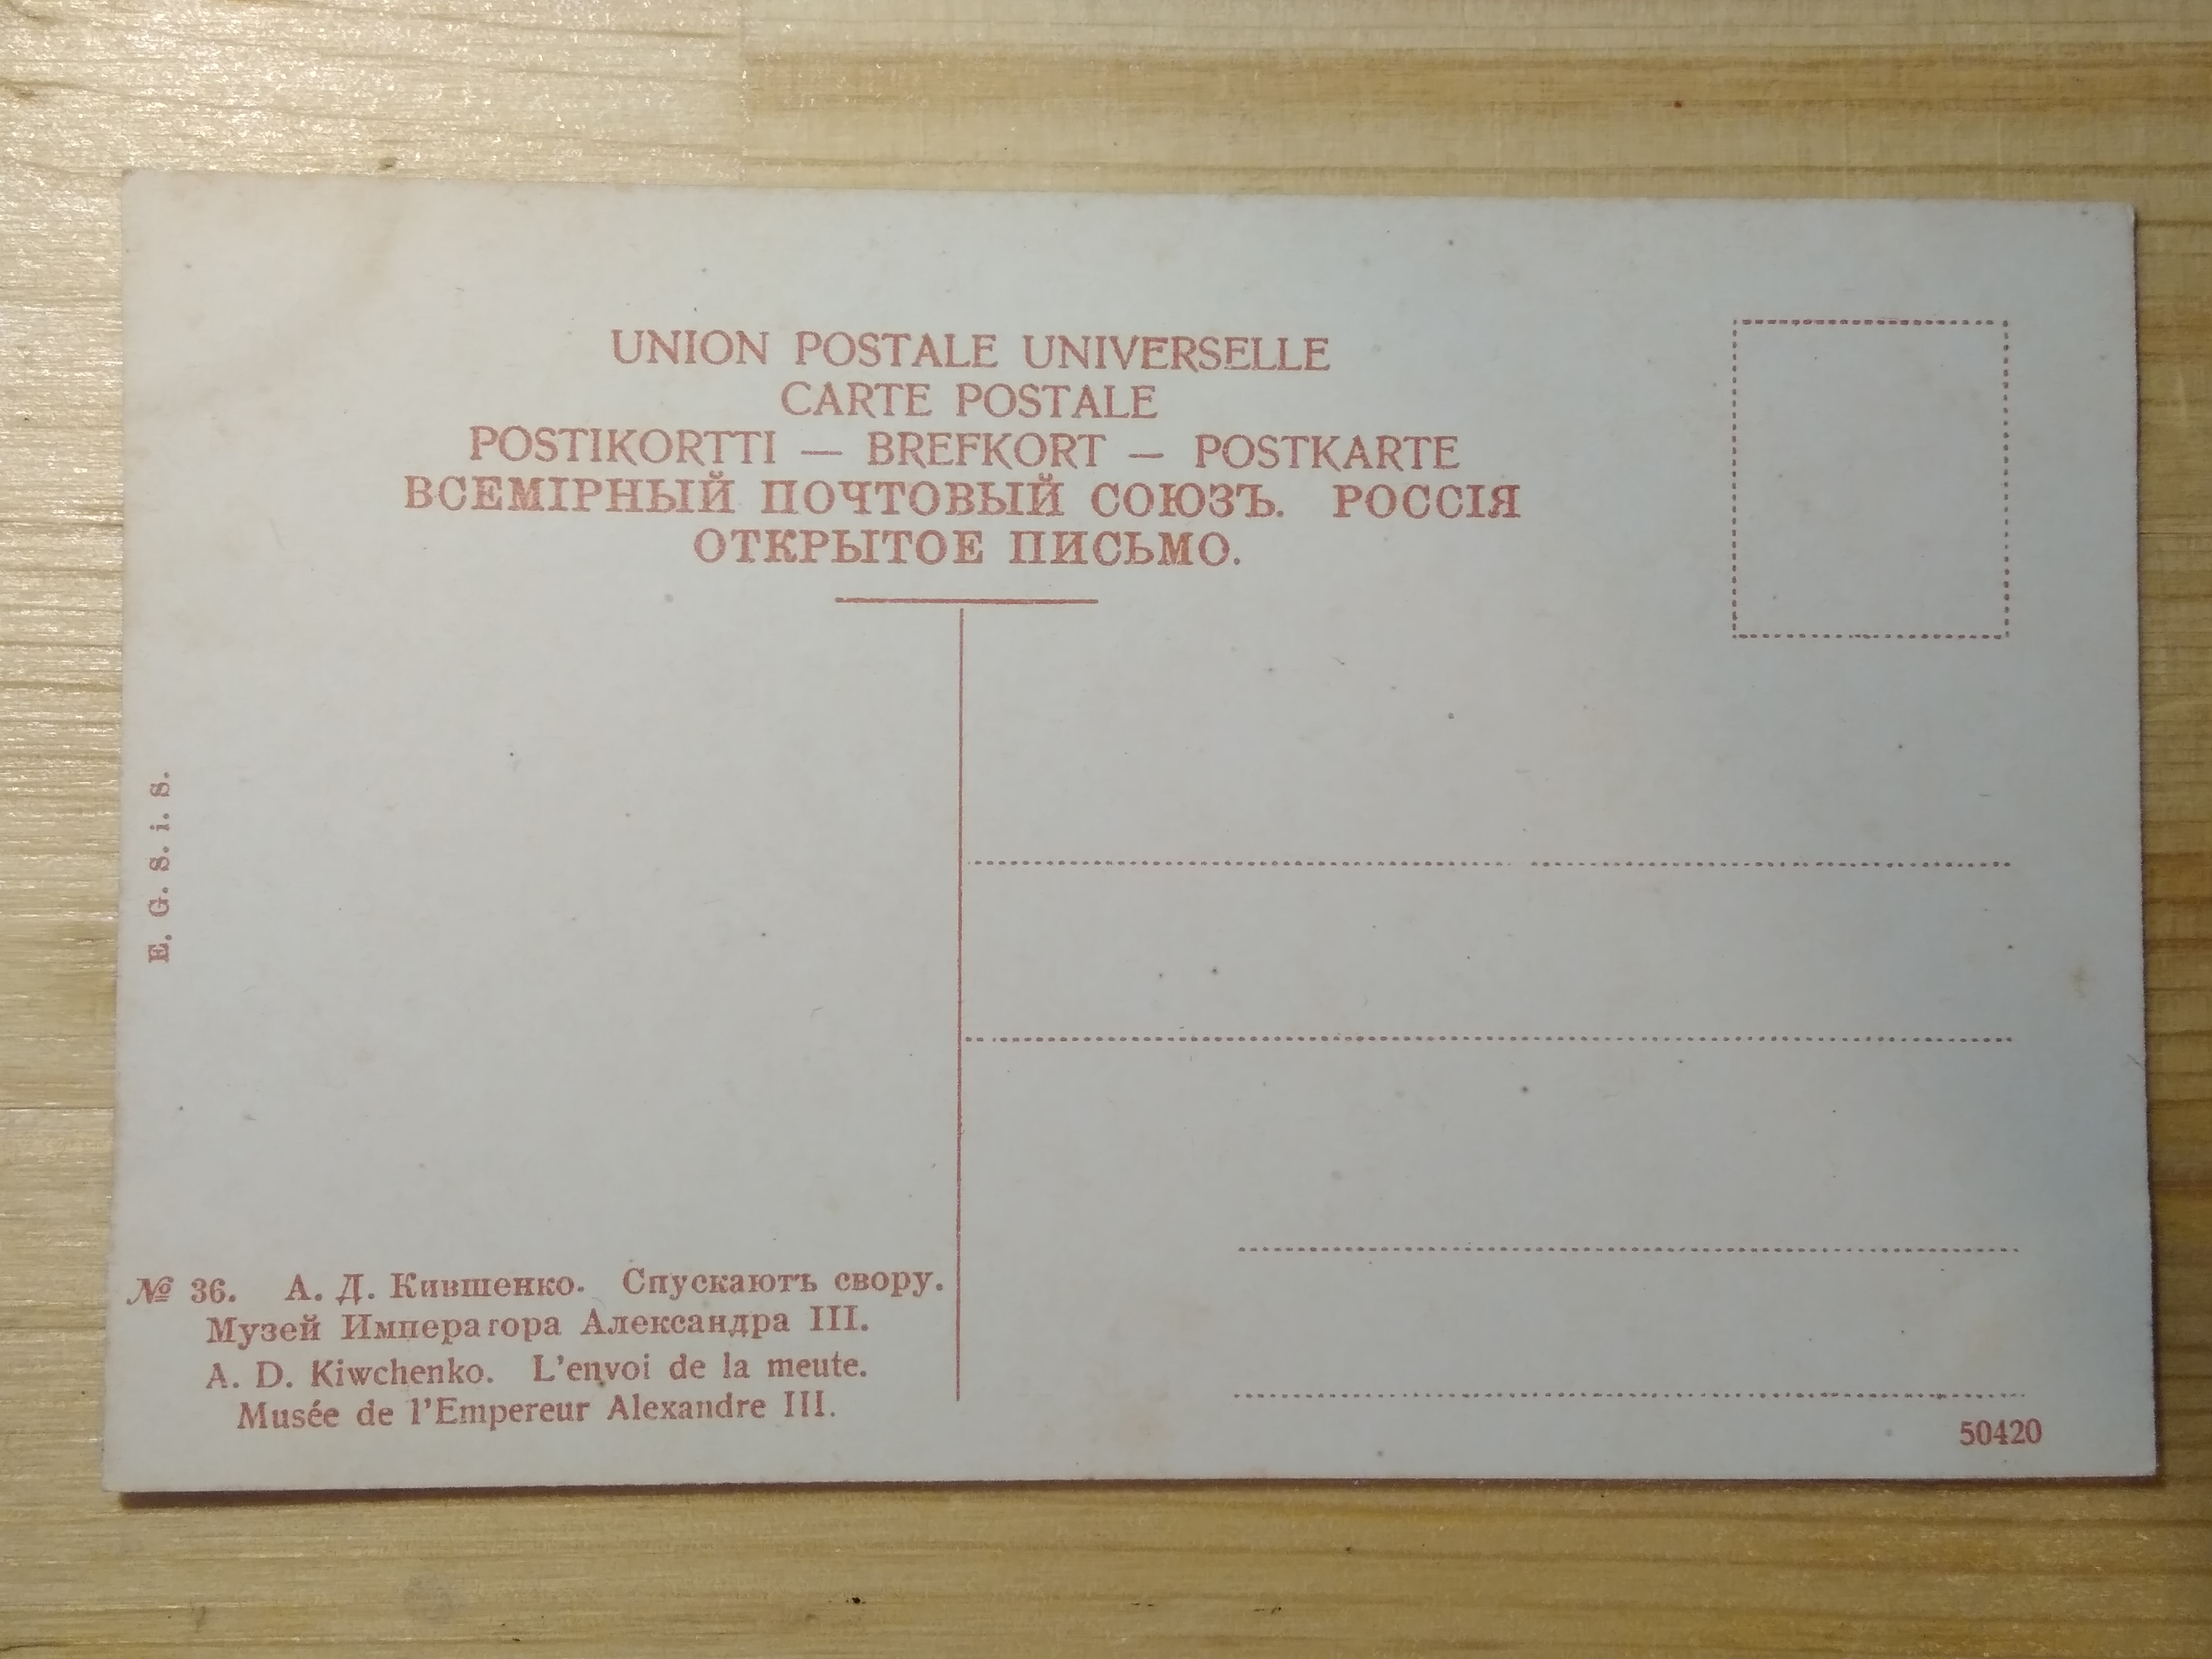 UNION POSTALE UNIVERSELLE
CARTE POSTALE
POSTIKORTTI — BREFKORT — POSTKARTE
ВСЕМІРНЫЙ ПОЧТОВЫЙ СОЮЗЪ. РОССІЯ
ОТКРЫТОЕ ПИСЬМО.
E. G. S. i. S.
№ 36. А. Д. Кившенко. Спускаютъ свору.
Музей Императора Александра III.
A. D. Kiwchenko. L'envoi de la meute.
Musée de l'Empereur Alexandre III.
50420